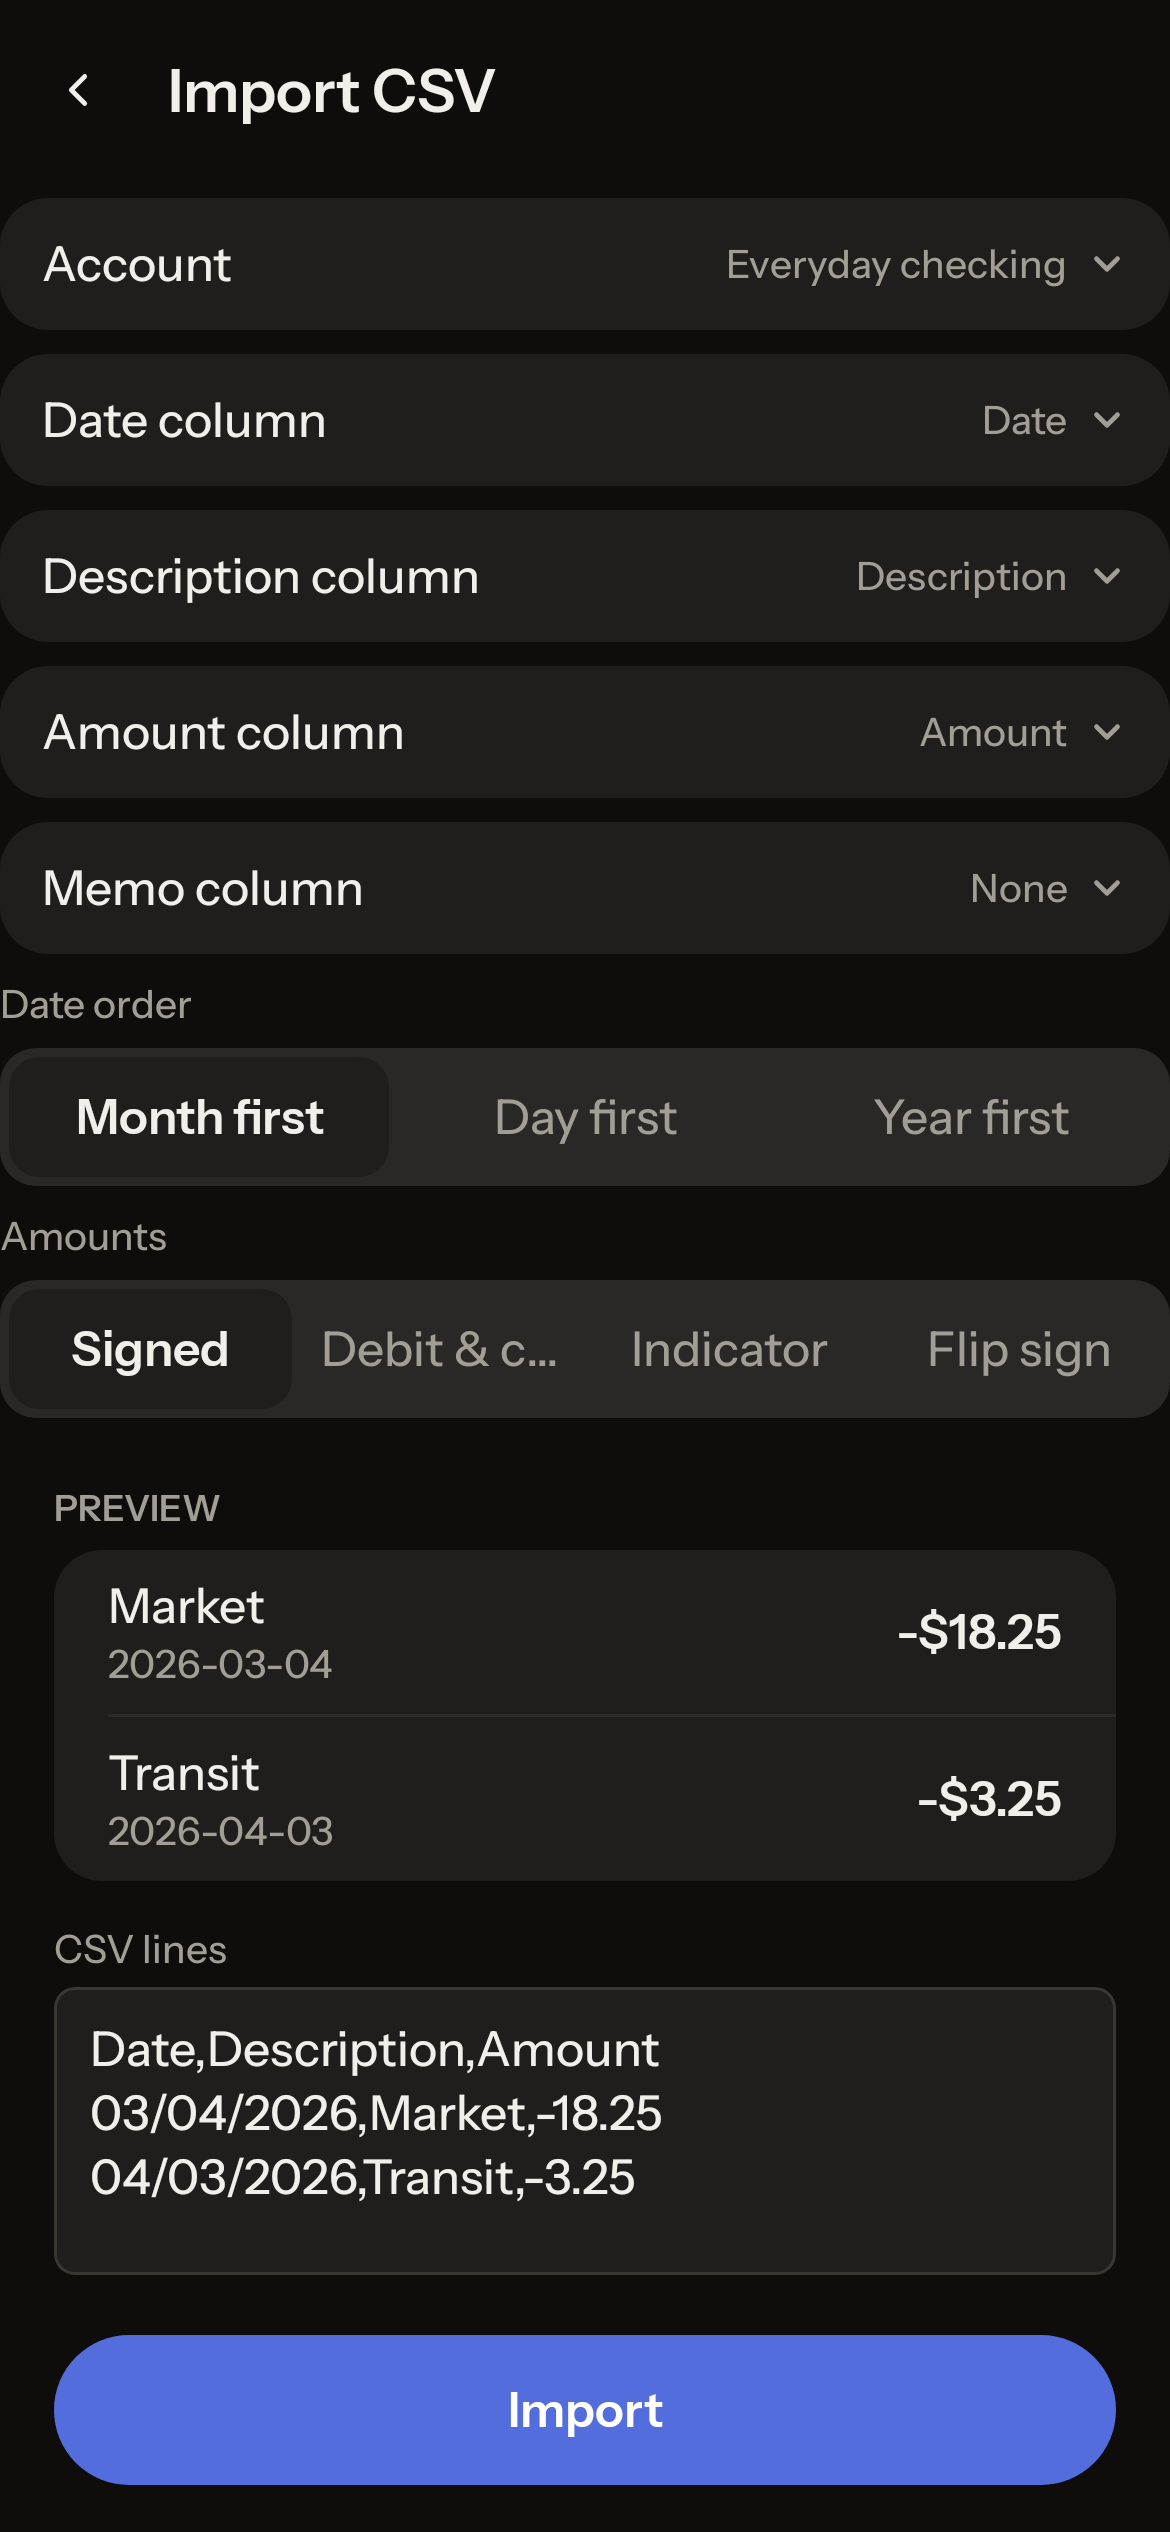 Import CSV
Account Everyday checking
Date column Date
Description column Description
Amount column Amount
Memo column None
Date order
Month first Day first Year first
Amounts
Signed Debit & c... Indicator Flip sign
PREVIEW
Market
2026-03-04
-$18.25
Transit
2026-04-03
-$3.25
CSV lines
Date,Description,Amount
03/04/2026,Market,-18.25
04/03/2026,Transit,-3.25
Import